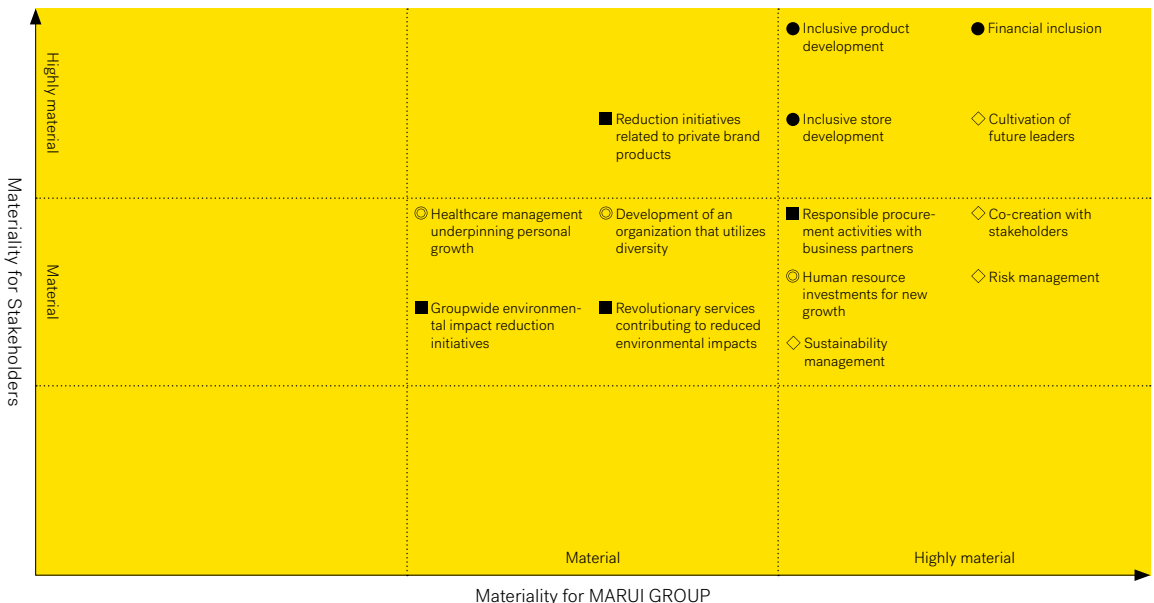 Materiality for Stakeholders
Highly material
Material
Inclusive product
development
Financial inclusion
Reduction initiatives
related to private brand
products
Inclusive store
development
Cultivation of
future leaders
Healthcare management
underpinning personal
growth
Development of an
organization that utilizes
diversity
Responsible procure-
ment activities with
business partners
Co-creation with
stakeholders
Human resource
investments for new
growth
Risk management
Groupwide environmen-
tal impact reduction
initiatives
Revolutionary services
contributing to reduced
environmental impacts
Sustainability
management
Material
Highly material
Materiality for MARUI GROUP